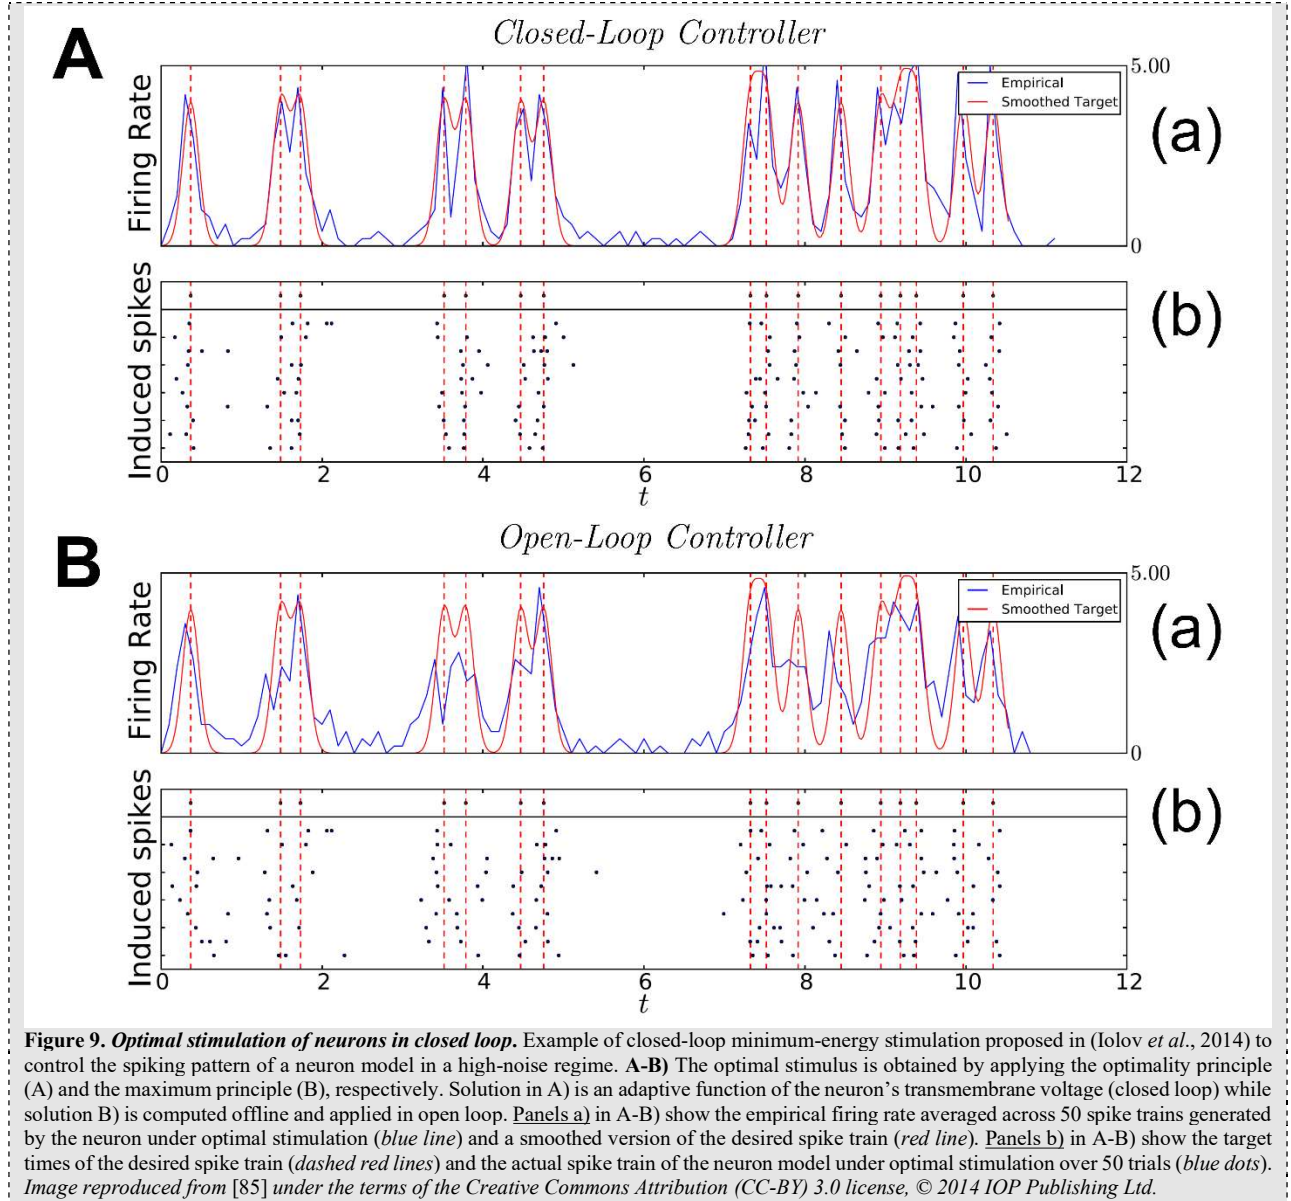 A
Closed-Loop Controller
Firing Rate
5.00
Empirical
Smoothed Target
0
(a)
Induced spikes
(b)
0 2 4 6 8 10 12
t
B
Open-Loop Controller
Firing Rate
5.00
Empirical
Smoothed Target
0
(a)
Induced spikes
(b)
0 2 4 6 8 10 12
t
Figure 9. Optimal stimulation of neurons in closed loop. Example of closed-loop minimum-energy stimulation proposed in (Iolov et al., 2014) to
control the spiking pattern of a neuron model in a high-noise regime. A-B) The optimal stimulus is obtained by applying the optimality principle
(A) and the maximum principle (B), respectively. Solution in A) is an adaptive function of the neuron's transmembrane voltage (closed loop) while
solution B) is computed offline and applied in open loop. Panels a) in A-B) show the empirical firing rate averaged across 50 spike trains generated
by the neuron under optimal stimulation (blue line) and a smoothed version of the desired spike train (red line). Panels b) in A-B) show the target
times of the desired spike train (dashed red lines) and the actual spike train of the neuron model under optimal stimulation over 50 trials (blue dots).
Image reproduced from [85] under the terms of the Creative Commons Attribution (CC-BY) 3.0 license, © 2014 IOP Publishing Ltd.